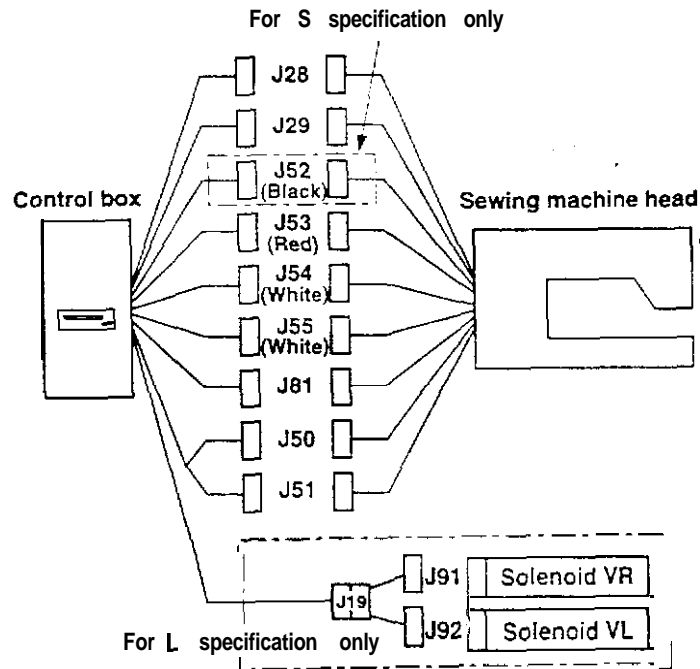 For S specification only
J28
J29
J52
(Black)
Control box
Sewing machine head
J53
(Red)
J54
(White)
J55
(White)
J81
J50
J51
J91
Solenoid VR
J19
J92
Solenoid VL
For L specification only